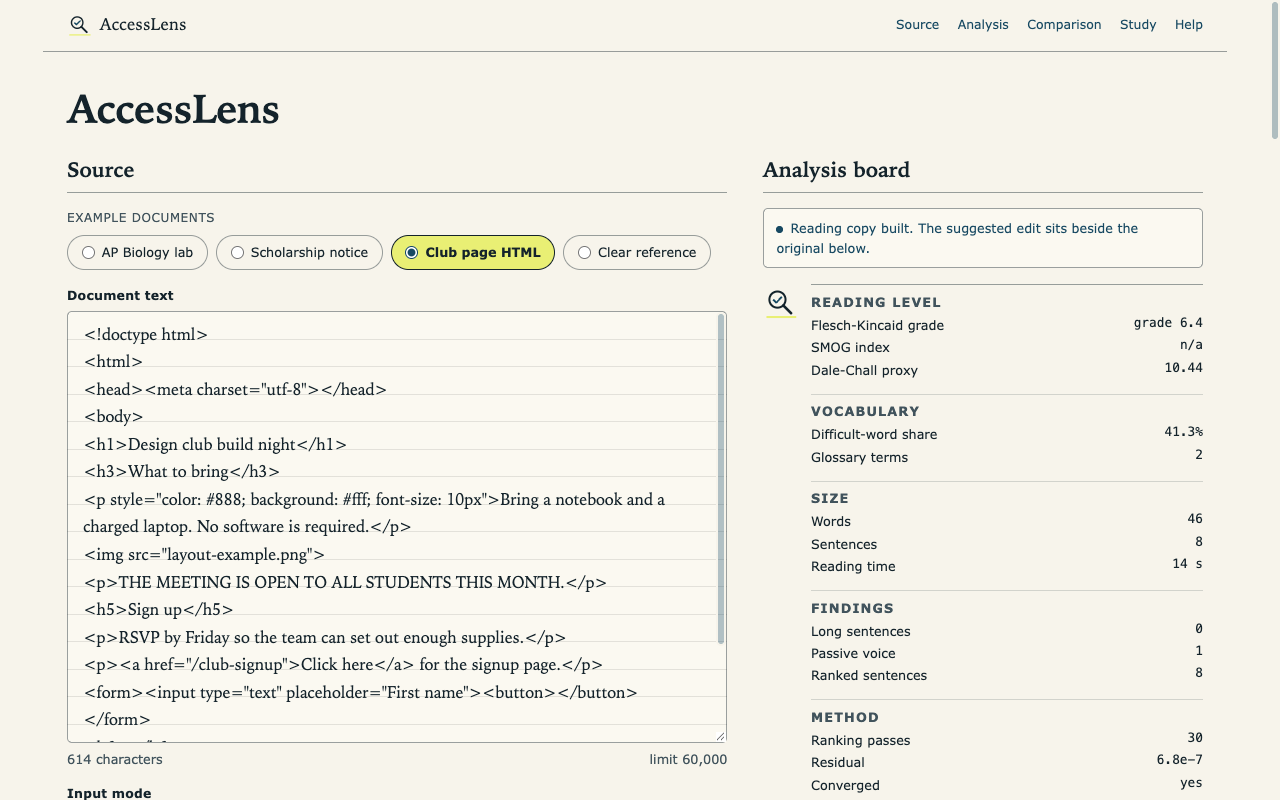 AccessLens
Source Analysis Comparison Study Help
AccessLens
Source
EXAMPLE DOCUMENTS
AP Biology lab
Scholarship notice
Club page HTML
Clear reference
Document text
<!doctype html>
<html>
<head><meta charset="utf-8"></head>
<body>
<h1>Design club build night</h1>
<h3>What to bring</h3>
<p style="color: #888; background: #fff; font-size: 10px">Bring a notebook and a
charged laptop. No software is required.</p>
<img src="layout-example.png">
<p>THE MEETING IS OPEN TO ALL STUDENTS THIS MONTH.</p>
<h5>Sign up</h5>
<p>RSVP by Friday so the team can set out enough supplies.</p>
<p><a href="/club-signup">Click here</a> for the signup page.</p>
<form><input type="text" placeholder="First name"><button></button>
</form>
614 characters
limit 60,000
Input mode
Analysis board
Reading copy built. The suggested edit sits beside the
original below.
READING LEVEL
Flesch-Kincaid grade grade 6.4
SMOG index n/a
Dale-Chall proxy 10.44
VOCABULARY
Difficult-word share 41.3%
Glossary terms 2
SIZE
Words 46
Sentences 8
Reading time 14 s
FINDINGS
Long sentences 0
Passive voice 1
Ranked sentences 8
METHOD
Ranking passes 30
Residual 6.8e-7
Converged yes